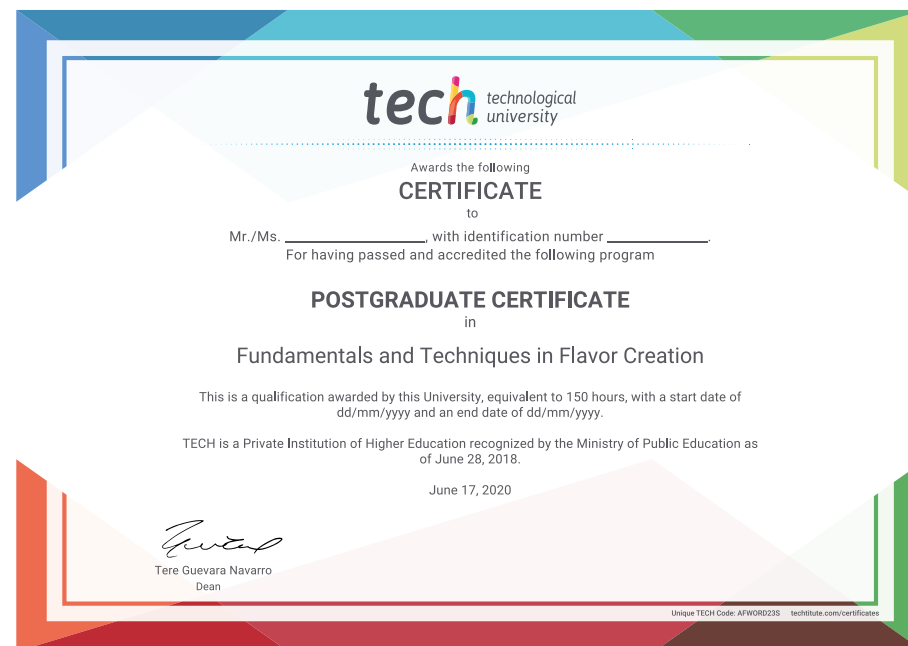 tech technological
university
Awards the following
CERTIFICATE
to
Mr./Ms. ____________________, with identification number __________________.
For having passed and accredited the following program
POSTGRADUATE CERTIFICATE
in
Fundamentals and Techniques in Flavor Creation
This is a qualification awarded by this University, equivalent to 150 hours, with a start date of
dd/mm/yyyy and an end date of dd/mm/yyyy.
TECH is a Private Institution of Higher Education recognized by the Ministry of Public Education as
of June 28, 2018.
June 17, 2020
Tere Guevara Navarro
Dean
Unique TECH Code: AFWORD23S techtitute.com/certificates